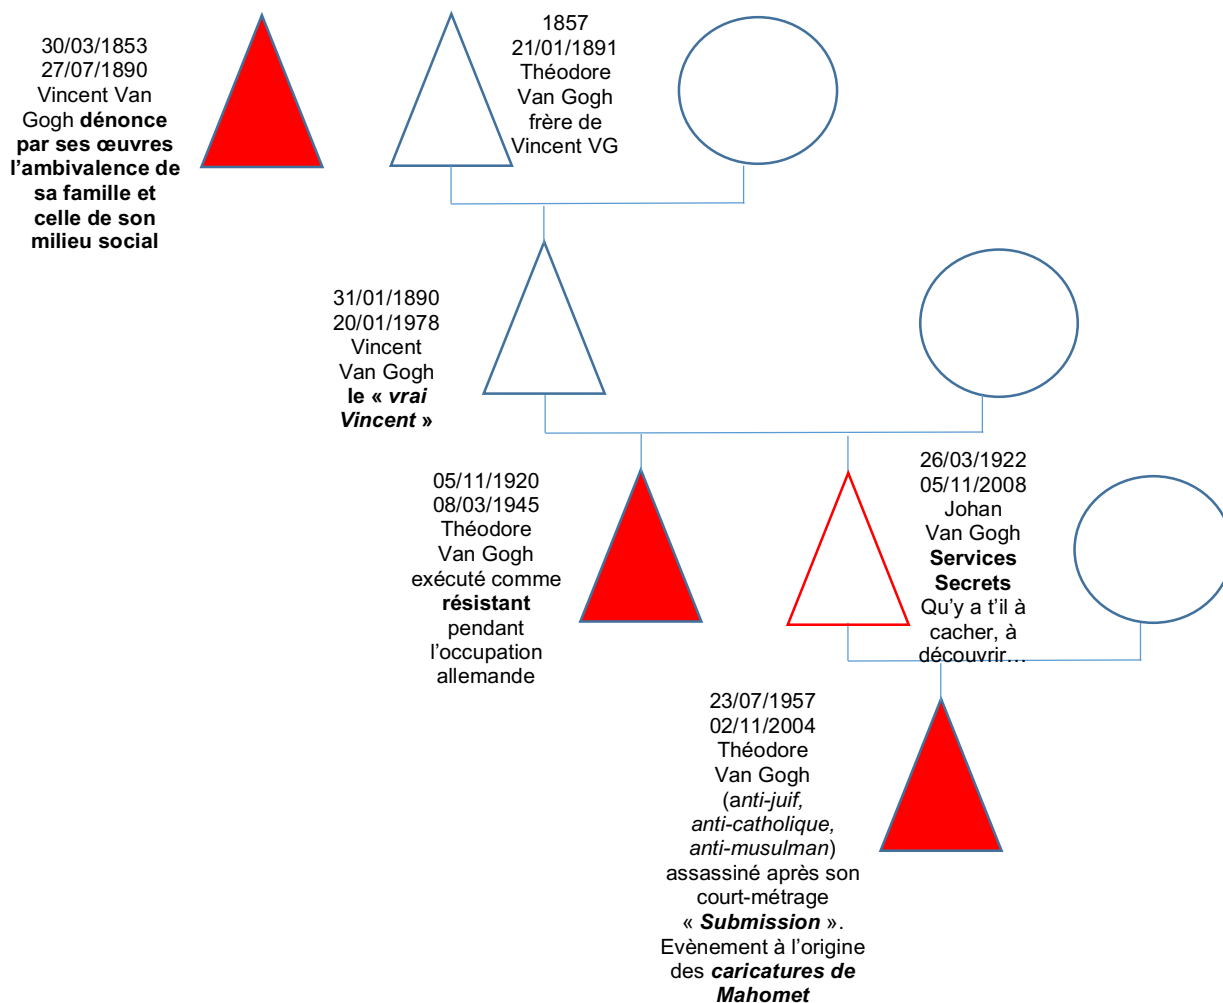 30/03/1853
27/07/1890
Vincent Van
Gogh dénonce
par ses œuvres
l’ambivalence de
sa famille et
celle de son
milieu social
1857
21/01/1891
Théodore
Van Gogh
frère de
Vincent VG
31/01/1890
20/01/1978
Vincent
Van Gogh
le « vrai
Vincent »
05/11/1920
08/03/1945
Théodore
Van Gogh
exécuté comme
résistant
pendant
l’occupation
allemande
26/03/1922
05/11/2008
Johan
Van Gogh
Services
Secrets
Qu’y a t’il à
cacher, à
découvrir…
23/07/1957
02/11/2004
Théodore
Van Gogh
(anti-juif,
anti-catholique,
anti-musulman)
assassiné après son
court-métrage
« Submission ».
Evènement à l’origine
des caricatures de
Mahomet